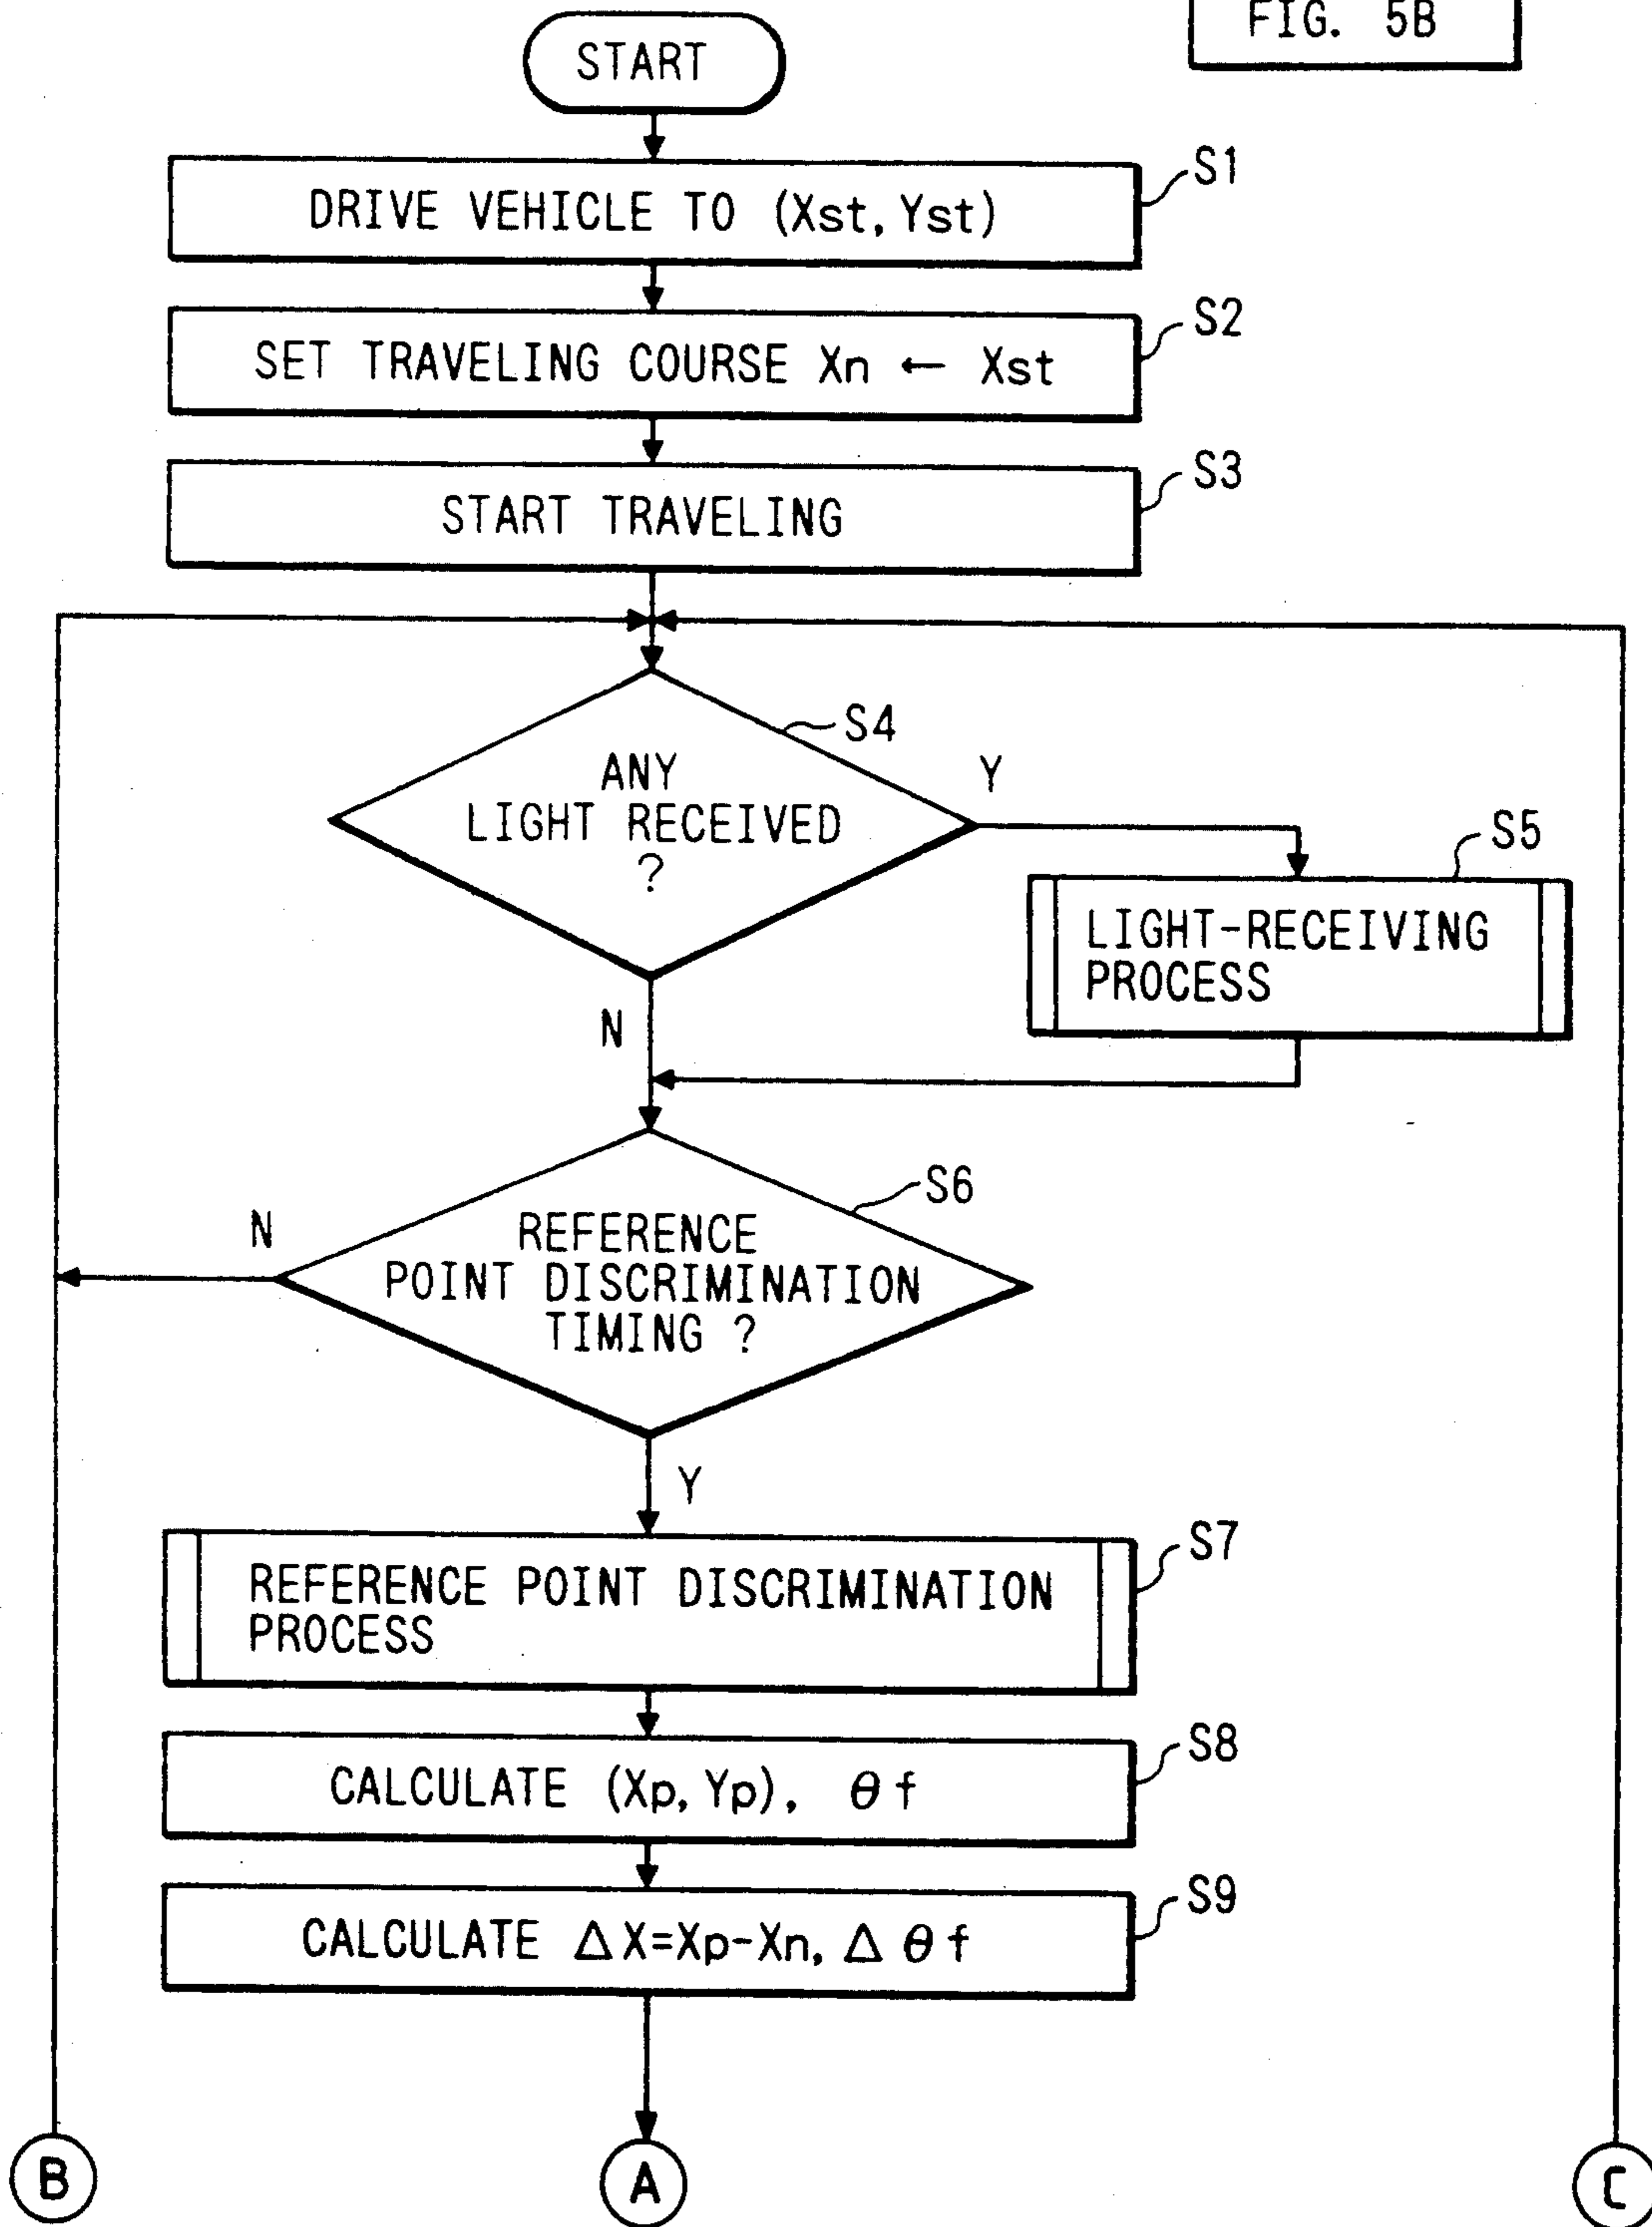 FIG. 5B
START
DRIVE VEHICLE TO (Xst, Yst)
S1
SET TRAVELING COURSE Xn ← Xst
S2
START TRAVELING
S3
S4
ANY
LIGHT RECEIVED
?
Y
N
S5
LIGHT-RECEIVING
PROCESS
S6
REFERENCE
POINT DISCRIMINATION
TIMING ?
N
Y
S7
REFERENCE POINT DISCRIMINATION
PROCESS
S8
CALCULATE (Xp, Yp), θf
S9
CALCULATE ΔX=Xp-Xn, Δθf
B
A
C